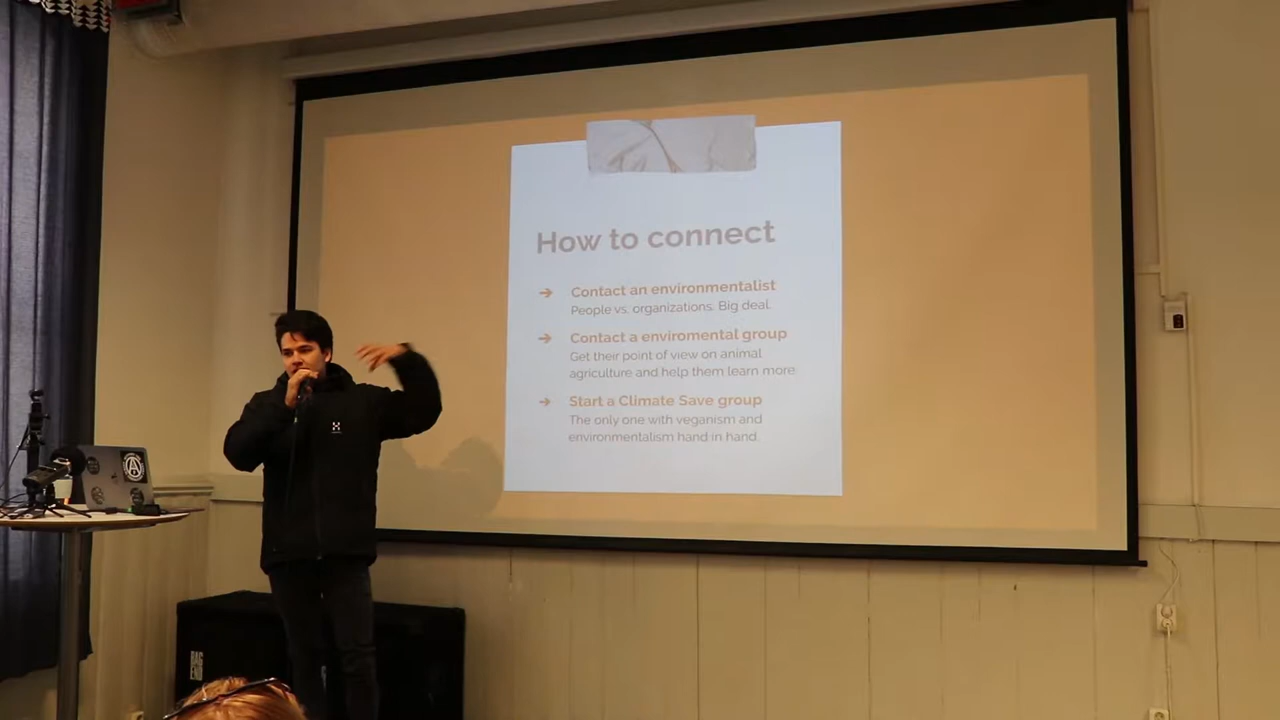 How to connect
➔ Contact an environmentalist
People vs. organizations. Big deal.
➔ Contact a enviromental group
Get their point of view on animal
agriculture and help them learn more.
➔ Start a Climate Save group
The only one with veganism and
environmentalism hand in hand.
BAG
END